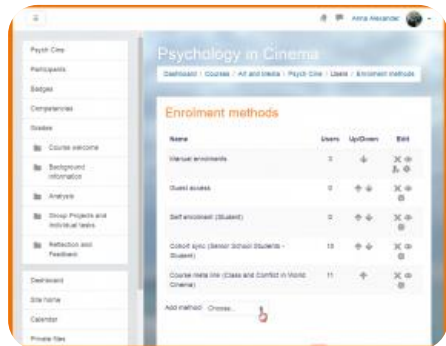 Anna Alexander
Psych Cine
Participants
Badges
Competencies
Grades
Course welcome
Background
information
Analysis
Group Projects and
individual tasks
Reflection and
Feedback
Dashboard
Site home
Calendar
Private files
Psychology in Cinema
Dashboard / Courses / Art and Media / Psych Cine / Users / Enrolment methods
Enrolment methods
Name Users Up/Down Edit
Manual enrolments
Guest access 0
Self enrolment (Student) 0
Cohort sync (Senior School Students -
Student)
Course meta link (Class and Conflict in World
Cinema) 11
Add method Choose...